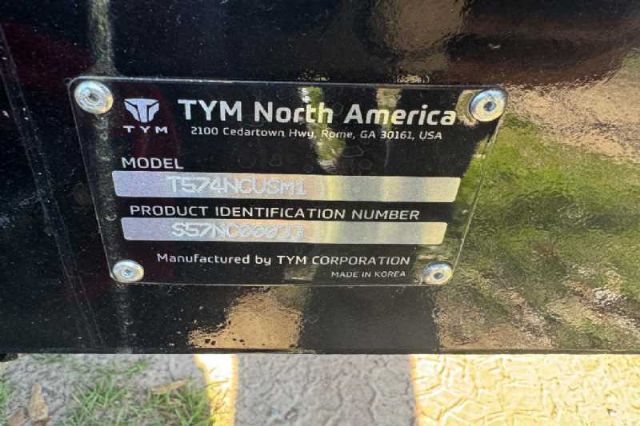 TYM
TYM North America
2100 Cedartown Hwy, Rome, GA 30161, USA
MODEL
T574NCUSM1
PRODUCT IDENTIFICATION NUMBER
Manufactured by TYM CORPORATION
MADE IN KOREA